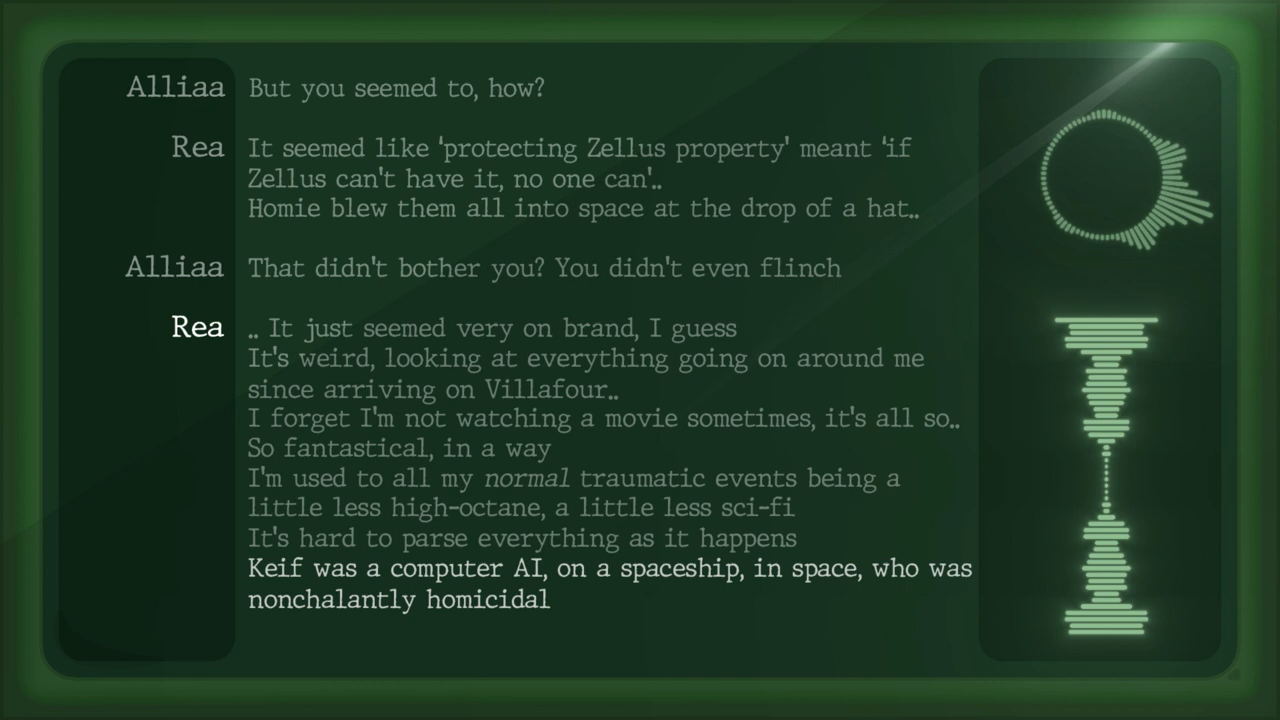 Alliaa But you seemed to, how?
Rea It seemed like 'protecting Zellus property' meant 'if
Zellus can't have it, no one can'..
Homie blew them all into space at the drop of a hat..
Alliaa That didn't bother you? You didn't even flinch
Rea .. It just seemed very on brand, I guess
It's weird, looking at everything going on around me
since arriving on Villafour..
I forget I'm not watching a movie sometimes, it's all so..
So fantastical, in a way
I'm used to all my normal traumatic events being a
little less high-octane, a little less sci-fi
It's hard to parse everything as it happens
Keif was a computer AI, on a spaceship, in space, who was
nonchalantly homicidal